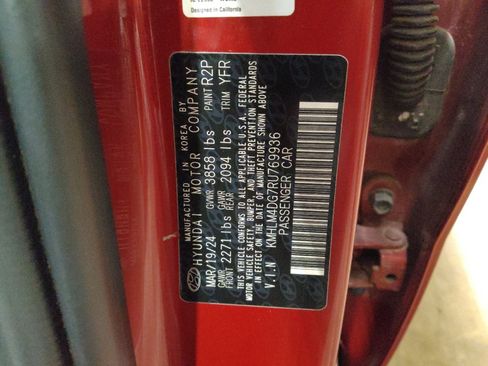 Designed in California
MANUFACTURED IN KOREA BY
HYUNDAI MOTOR COMPANY
MAR/19/24 GVWR 3858 lbs PAINT R2P
GAWR FRONT 2271 lbs GAWR REAR 2094 lbs TRIM YFR
THIS VEHICLE CONFORMS TO ALL APPLICABLE U.S.A. FEDERAL
MOTOR VEHICLE SAFETY, BUMPER, AND THEFT PREVENTION STANDARDS
IN EFFECT ON THE DATE OF MANUFACTURE SHOWN ABOVE.
V.I.N KMHLM4DG7RU769936
PASSENGER CAR